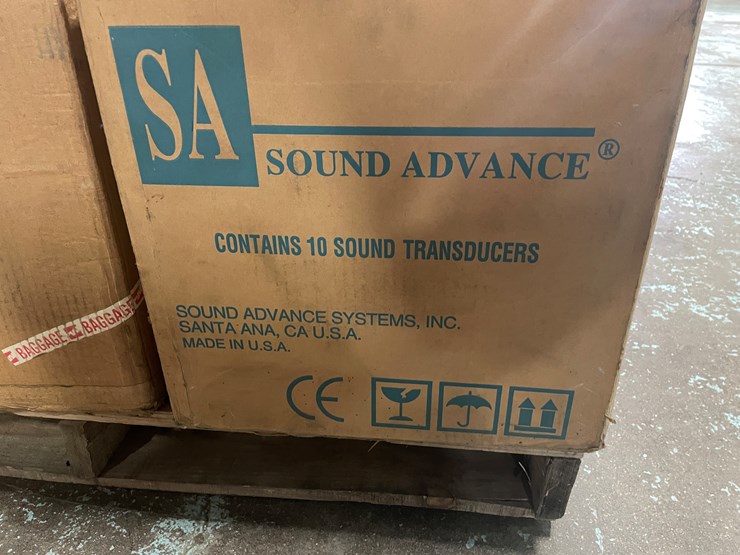 SA
SOUND ADVANCE®
CONTAINS 10 SOUND TRANSDUCERS
SOUND ADVANCE SYSTEMS, INC.
SANTA ANA, CA U.S.A.
MADE IN U.S.A.
CE
BAGGAGE BAGGAGE